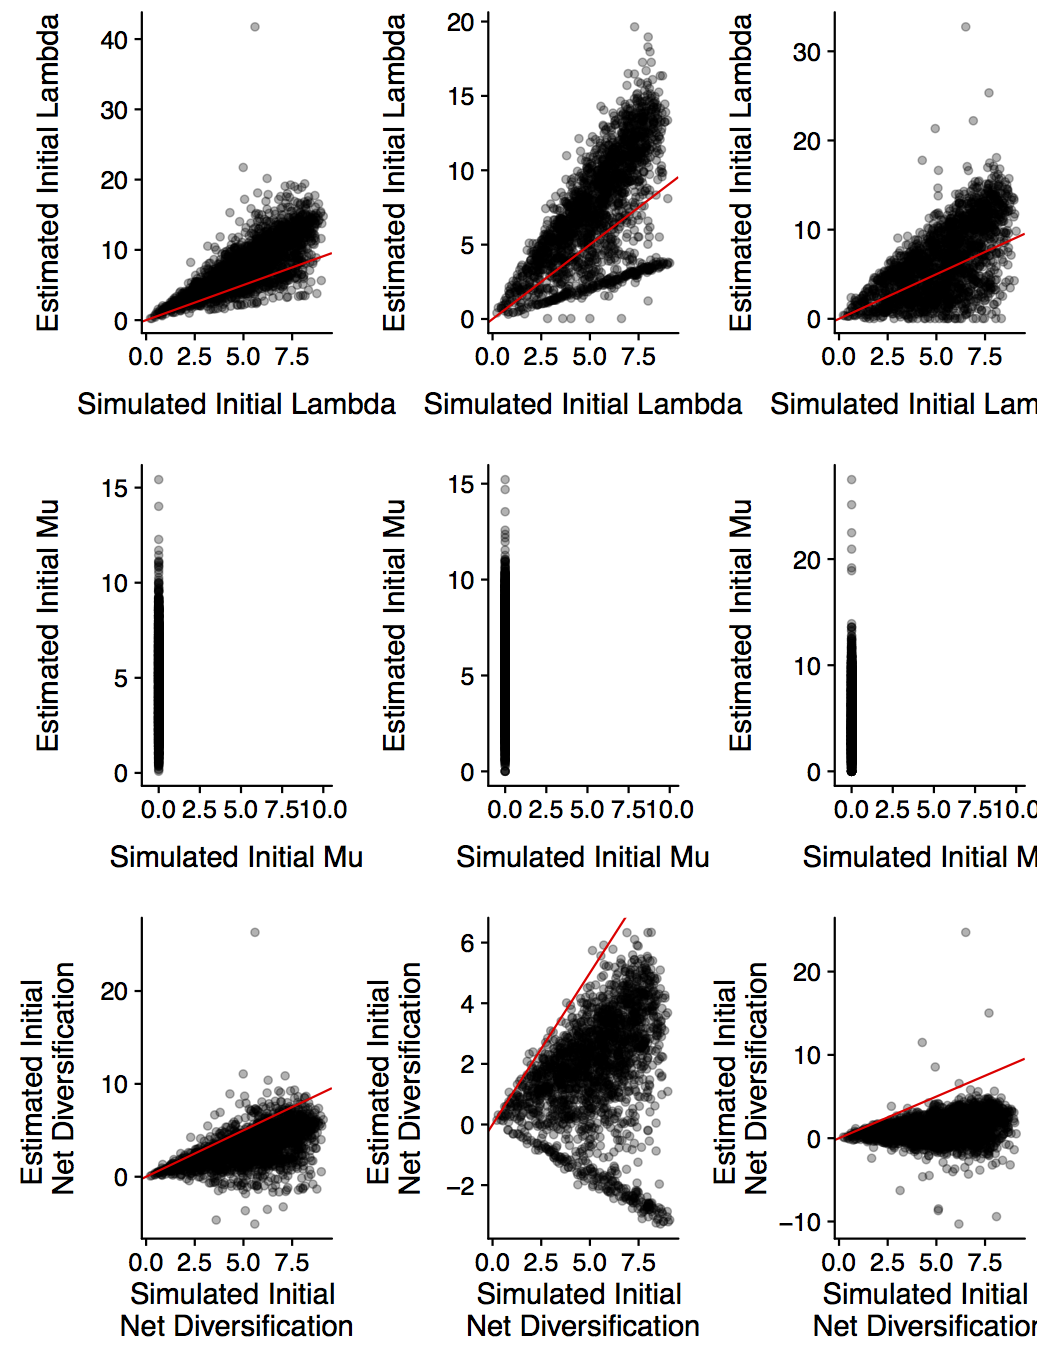 Estimated Initial Lambda
40
30
20
10
0
0.0 2.5 5.0 7.5
Simulated Initial Lambda
Estimated Initial Lambda
20
15
10
5
0
0.0 2.5 5.0 7.5
Simulated Initial Lambda
Estimated Initial Lambda
30
20
10
0
0.0 2.5 5.0 7.5
Simulated Initial Lam
Estimated Initial Mu
15
10
5
0
0.0 2.5 5.0 7.510.0
Simulated Initial Mu
Estimated Initial Mu
15
10
5
0
0.0 2.5 5.0 7.510.0
Simulated Initial Mu
Estimated Initial Mu
20
10
0
0.0 2.5 5.0 7.510.0
Simulated Initial M
Estimated Initial
Net Diversification
20
10
0
0.0 2.5 5.0 7.5
Simulated Initial
Net Diversification
Estimated Initial
Net Diversification
6
4
2
0
−2
0.0 2.5 5.0 7.5
Simulated Initial
Net Diversification
Estimated Initial
Net Diversification
20
10
0
−10
0.0 2.5 5.0 7.5
Simulated Initial
Net Diversification